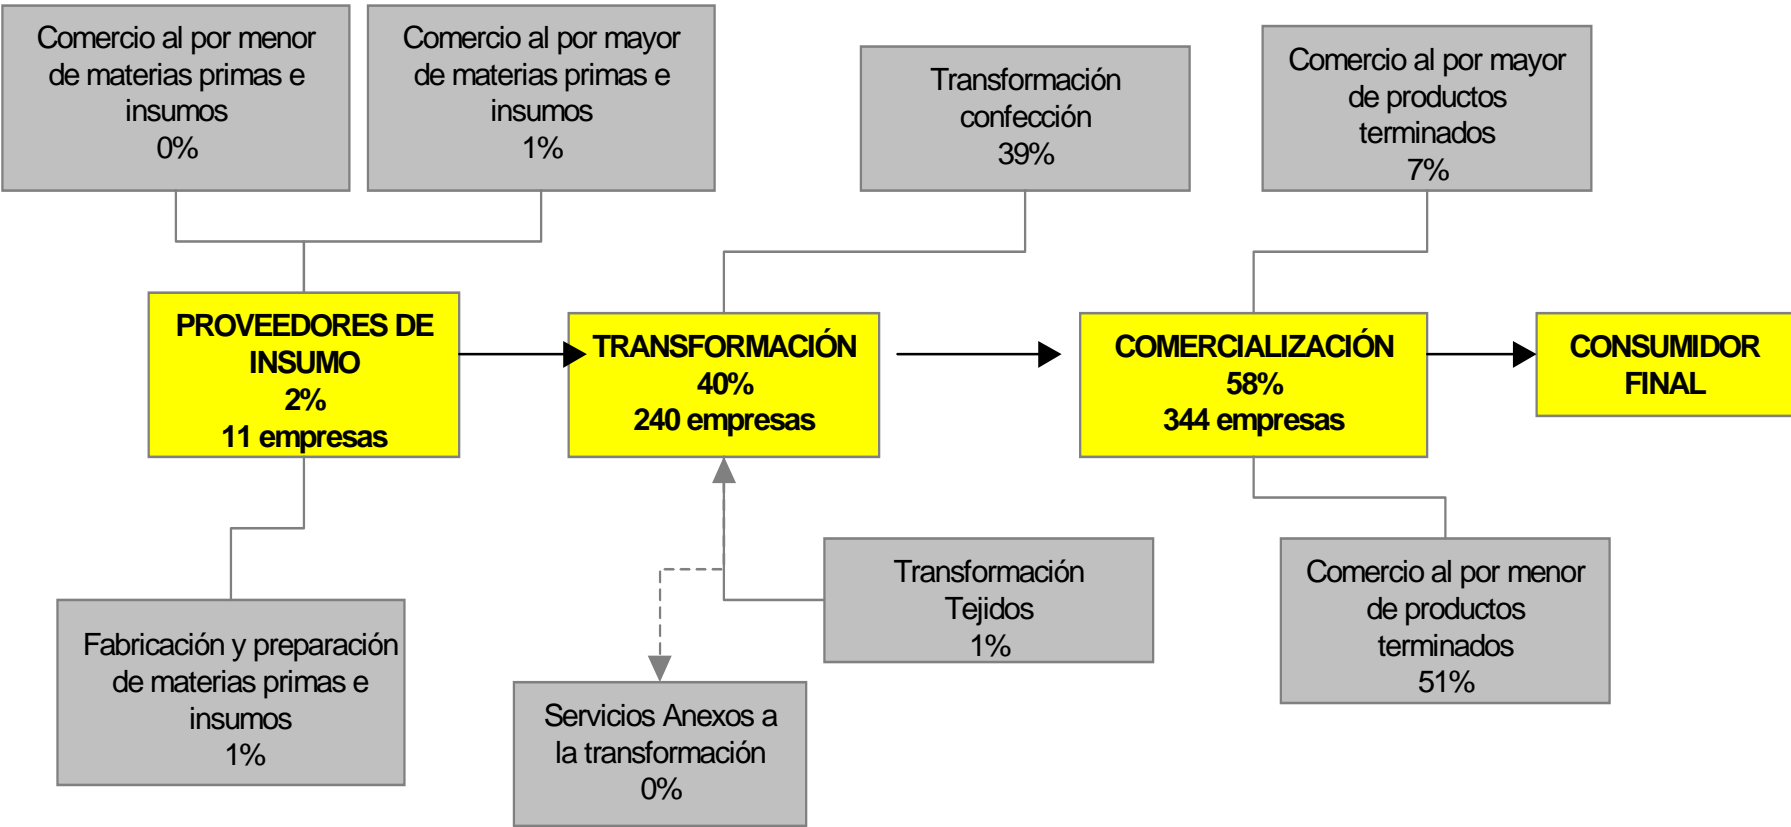 Comercio al por menor
de materias primas e
insumos
0%
Comercio al por mayor
de materias primas e
insumos
1%
Transformación
confección
39%
Comercio al por mayor
de productos
terminados
7%
PROVEEDORES DE
INSUMO
2%
11 empresas
TRANSFORMACIÓN
40%
240 empresas
COMERCIALIZACIÓN
58%
344 empresas
CONSUMIDOR
FINAL
Fabricación y preparación
de materias primas e
insumos
1%
Servicios Anexos a
la transformación
0%
Transformación
Tejidos
1%
Comercio al por menor
de productos
terminados
51%